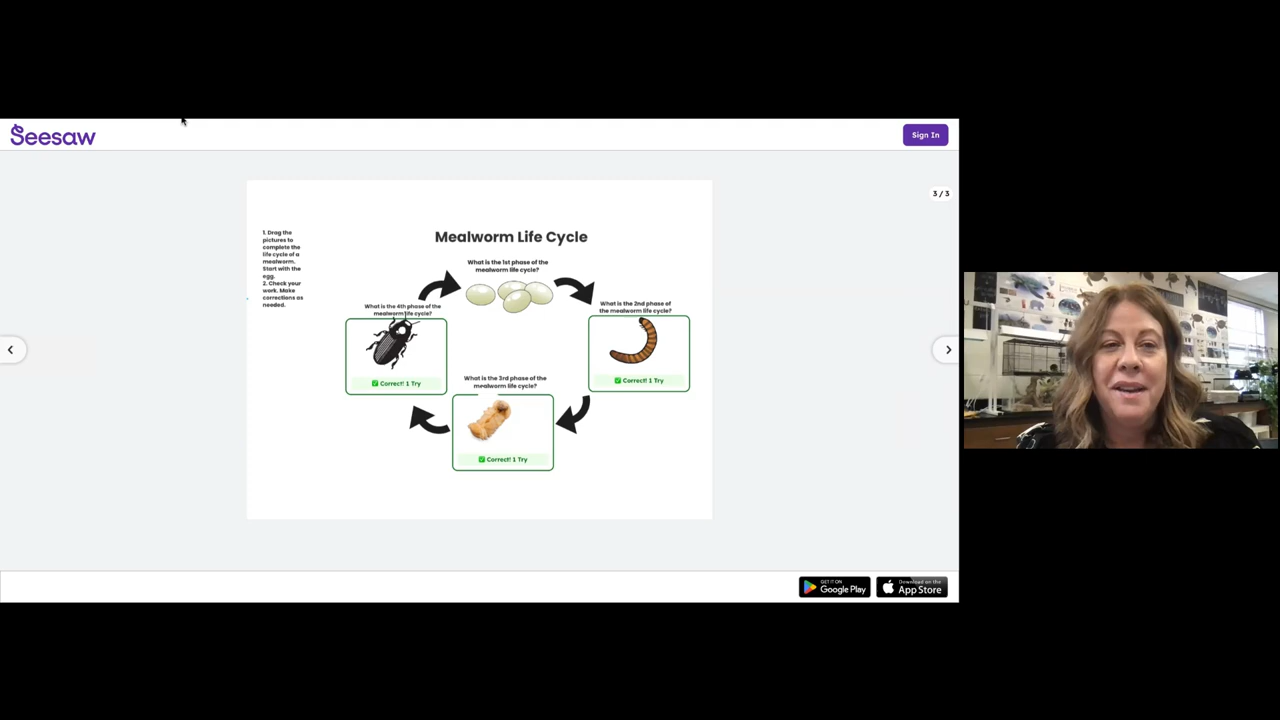 Seesaw
Sign In
3 / 3
1. Drag the
pictures to
complete the
life cycle of a
mealworm.
Start with the
egg.
2. Check your
work. Make
corrections as
needed.
Mealworm Life Cycle
What is the 1st phase of the
mealworm life cycle?
What is the 4th phase of the
mealworm life cycle?
What is the 2nd phase of
the mealworm life cycle?
Correct! 1 Try
Correct! 1 Try
What is the 3rd phase of the
mealworm life cycle?
Correct! 1 Try
GET IT ON
Google Play
Download on the
App Store